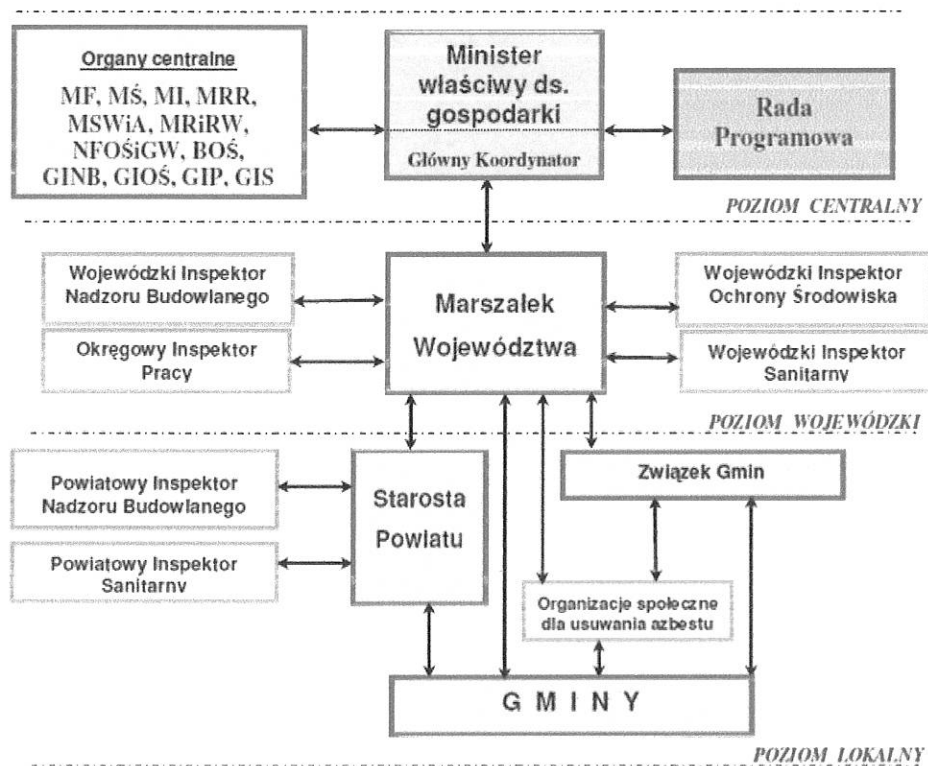 Organy centralne
MF, MŚ, MI, MRR,
MSWiA, MRiRW,
NFOŚiGW, BOŚ,
GINB, GIOŚ, GIP, GIS
Minister
właściwy ds.
gospodarki
Główny Koordynator
Rada
Programowa
POZIOM CENTRALNY
Wojewódzki Inspektor
Nadzoru Budowlanego
Okręgowy Inspektor
Pracy
Marszałek
Województwa
Wojewódzki Inspektor
Ochrony Środowiska
Wojewódzki Inspektor
Sanitarny
POZIOM WOJEWÓDZKI
Powiatowy Inspektor
Nadzoru Budowlanego
Powiatowy Inspektor
Sanitarny
Starosta
Powiatu
Związek Gmin
Organizacje społeczne
dla usuwania azbestu
G M I N Y
POZIOM LOKALNY